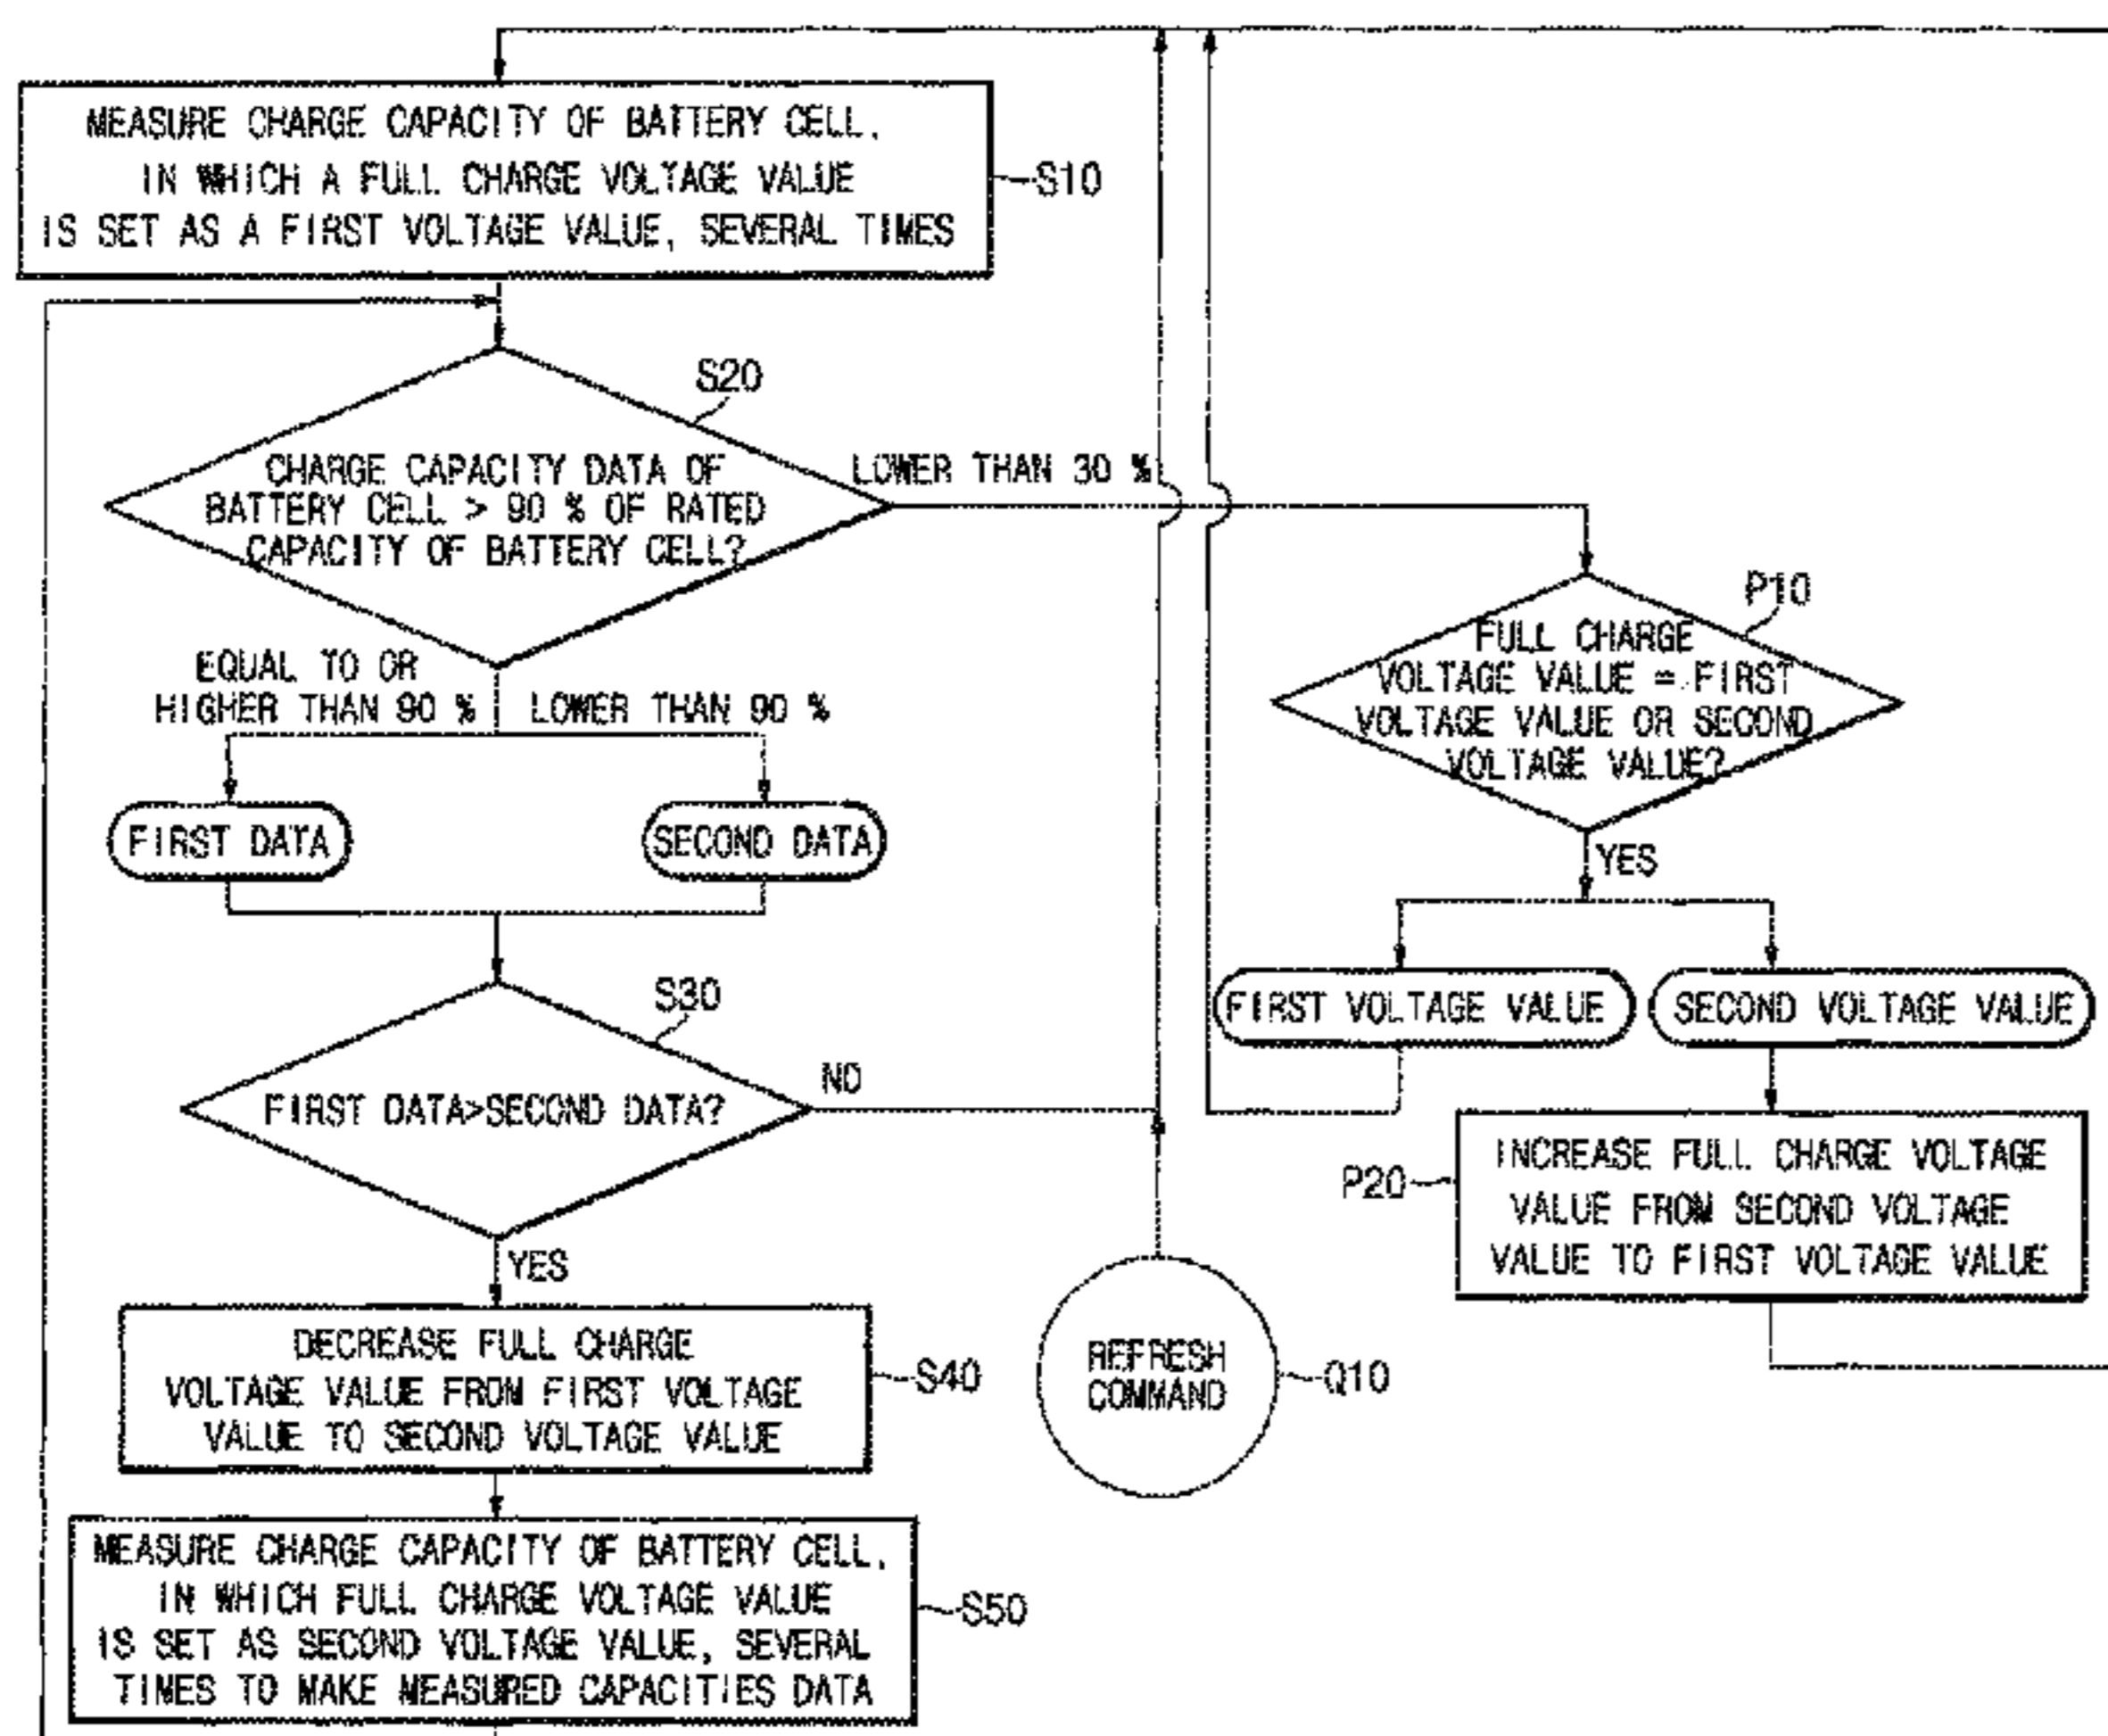 MEASURE CHARGE CAPACITY OF BATTERY CELL,
IN WHICH A FULL CHARGE VOLTAGE VALUE
IS SET AS A FIRST VOLTAGE VALUE, SEVERAL TIMES
S10
S20
CHARGE CAPACITY DATA OF
BATTERY CELL > 90 % OF RATED
CAPACITY OF BATTERY CELL?
LOWER THAN 30 %
EQUAL TO OR
HIGHER THAN 90 %
LOWER THAN 90 %
FIRST DATA
SECOND DATA
P10
FULL CHARGE
VOLTAGE VALUE = FIRST
VOLTAGE VALUE OR SECOND
VOLTAGE VALUE?
YES
FIRST VOLTAGE VALUE
SECOND VOLTAGE VALUE
S30
FIRST DATA>SECOND DATA?
NO
YES
P20
INCREASE FULL CHARGE VOLTAGE
VALUE FROM SECOND VOLTAGE
VALUE TO FIRST VOLTAGE VALUE
DECREASE FULL CHARGE
VOLTAGE VALUE FROM FIRST VOLTAGE
VALUE TO SECOND VOLTAGE VALUE
S40
REFRESH
COMMAND
Q10
MEASURE CHARGE CAPACITY OF BATTERY CELL,
IN WHICH FULL CHARGE VOLTAGE VALUE
IS SET AS SECOND VOLTAGE VALUE, SEVERAL
TIMES TO MAKE MEASURED CAPACITIES DATA
S50